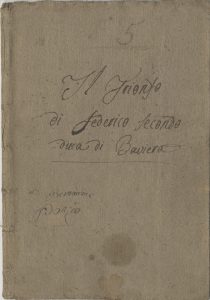 5
Il Trionfo
di Federico secondo
duca di Baviera